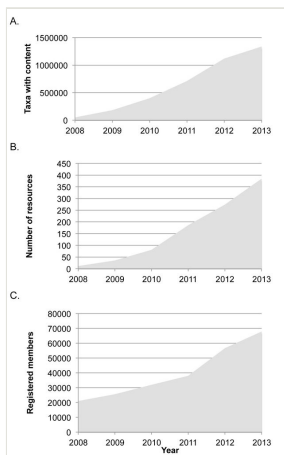 A.
Taxa with content
1500000
1000000
500000
0
2008 2009 2010 2011 2012 2013
B.
Number of resources
450
400
350
300
250
200
150
100
50
0
2008 2009 2010 2011 2012 2013
C.
Registered members
80000
70000
60000
50000
40000
30000
20000
10000
0
2008 2009 2010 2011 2012 2013
Year